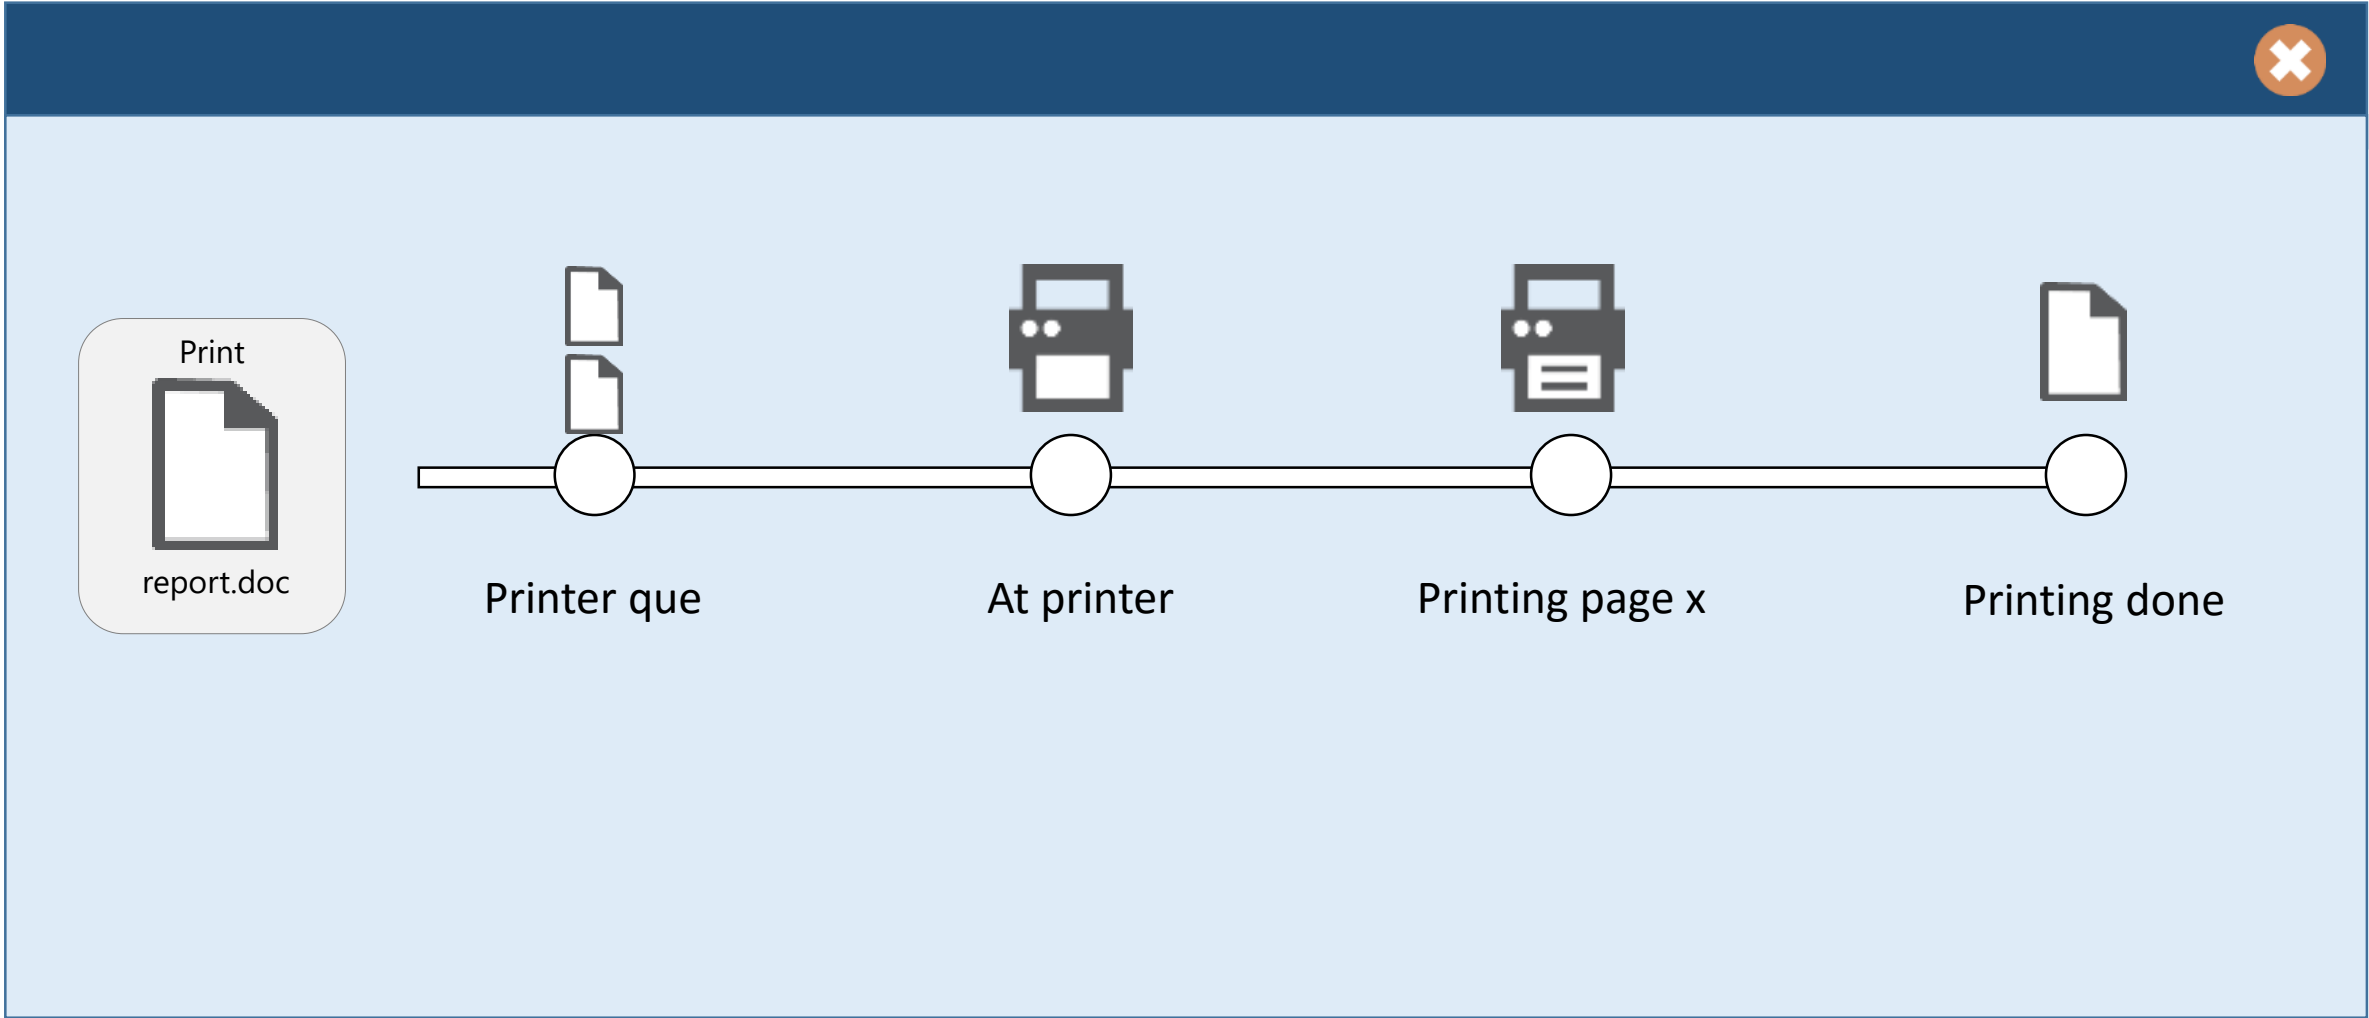 Print
report.doc
Printer que
At printer
Printing page x
Printing done